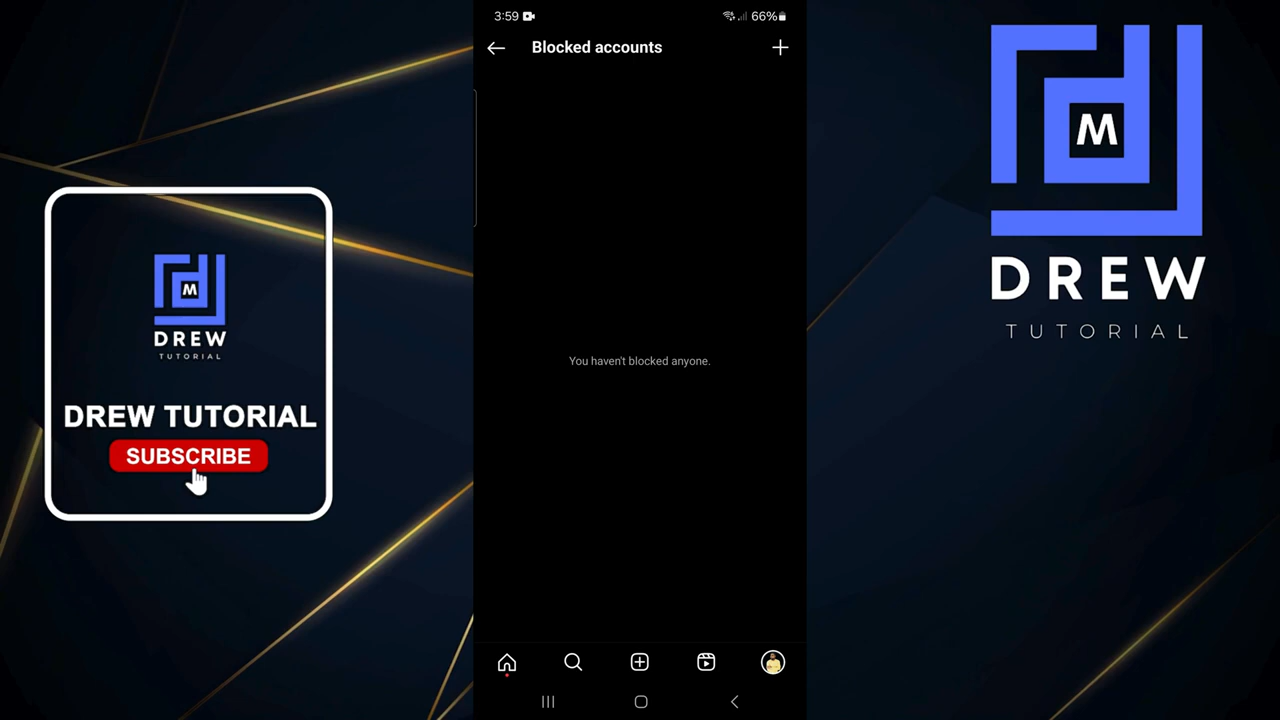 3:59
66%
Blocked accounts
You haven't blocked anyone.
M
DREW
TUTORIAL
DREW TUTORIAL
SUBSCRIBE
M
DREW
TUTORIAL